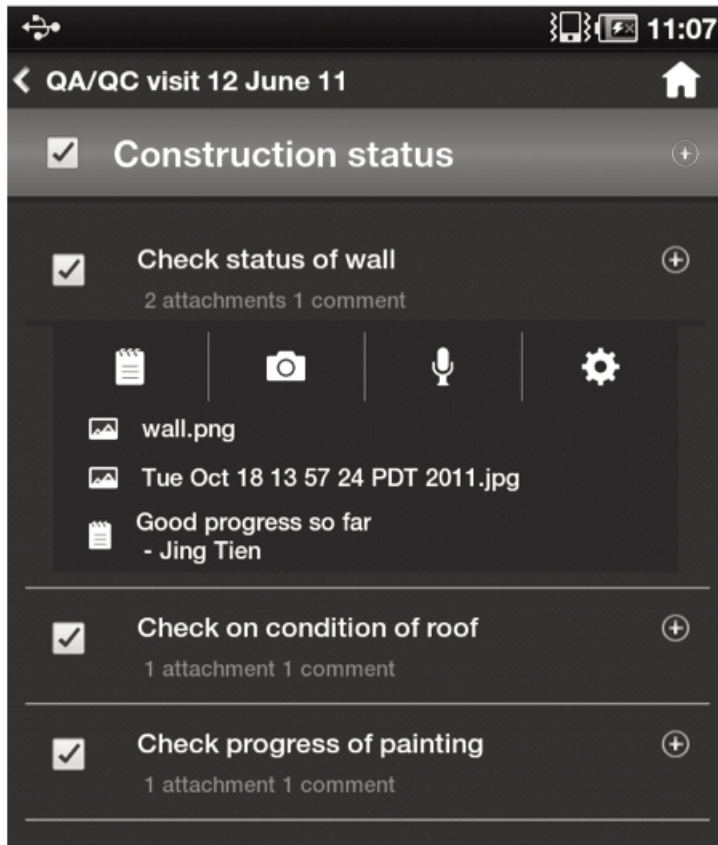 11:07
QA/QC visit 12 June 11
Construction status
Check status of wall
2 attachments 1 comment
wall.png
Tue Oct 18 13 57 24 PDT 2011.jpg
Good progress so far
- Jing Tien
Check on condition of roof
1 attachment 1 comment
Check progress of painting
1 attachment 1 comment